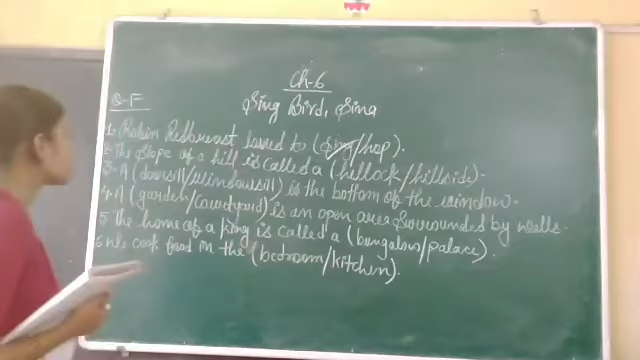 Ch-6
Sing Bird, Sing
Q-F
1. Robin Redbreast loved to (sing/hop).
2. The slope of a hill is called a (hillock/hillside).
3. A (doorsill/windowsill) is the bottom of the window.
4. A (garden/courtyard) is an open area surrounded by walls.
5 The home of a king is called a (bungalow/palace).
6 We cook food in the (bedroom/kitchen).